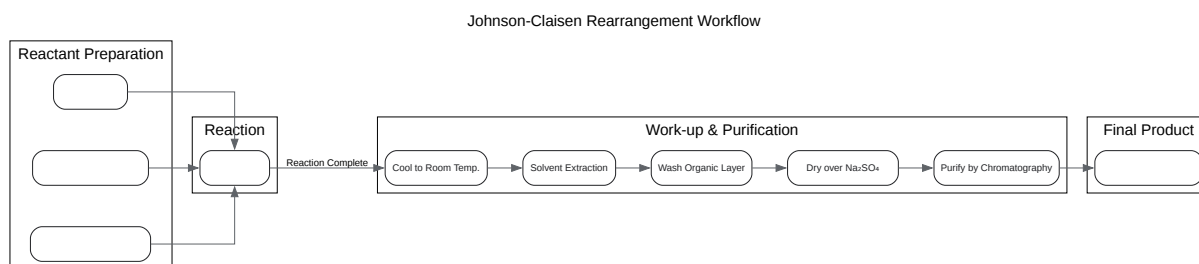 Johnson-Claisen Rearrangement Workflow
Reactant Preparation
Reaction
Reaction Complete
Work-up & Purification
Cool to Room Temp.
Solvent Extraction
Wash Organic Layer
Dry over Na₂SO₄
Purify by Chromatography
Final Product